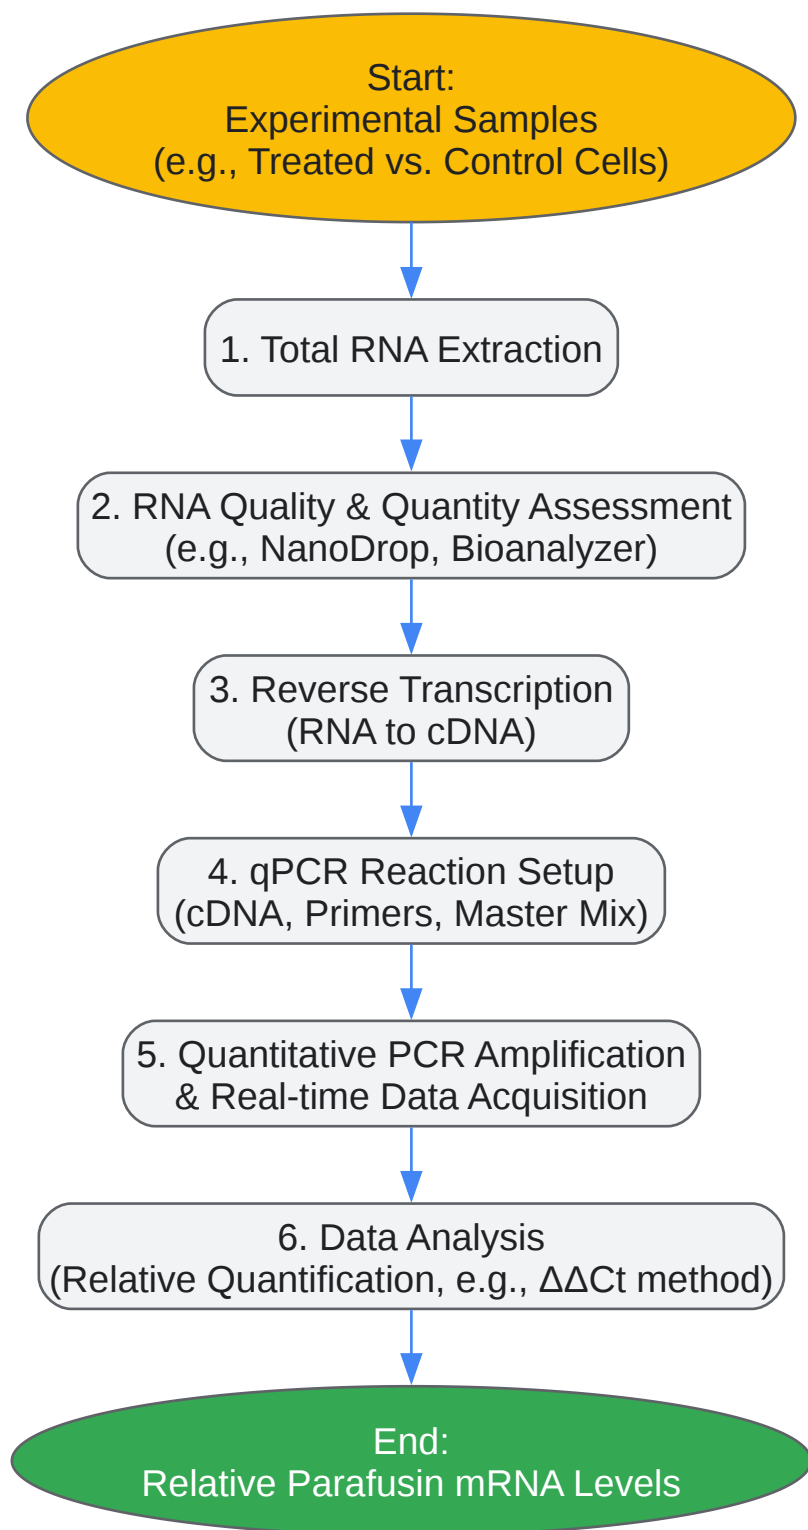 Start:
Experimental Samples
(e.g., Treated vs. Control Cells)
1. Total RNA Extraction
2. RNA Quality & Quantity Assessment
(e.g., NanoDrop, Bioanalyzer)
3. Reverse Transcription
(RNA to cDNA)
4. qPCR Reaction Setup
(cDNA, Primers, Master Mix)
5. Quantitative PCR Amplification
& Real-time Data Acquisition
6. Data Analysis
(Relative Quantification, e.g., ΔΔCt method)
End:
Relative Parafusin mRNA Levels